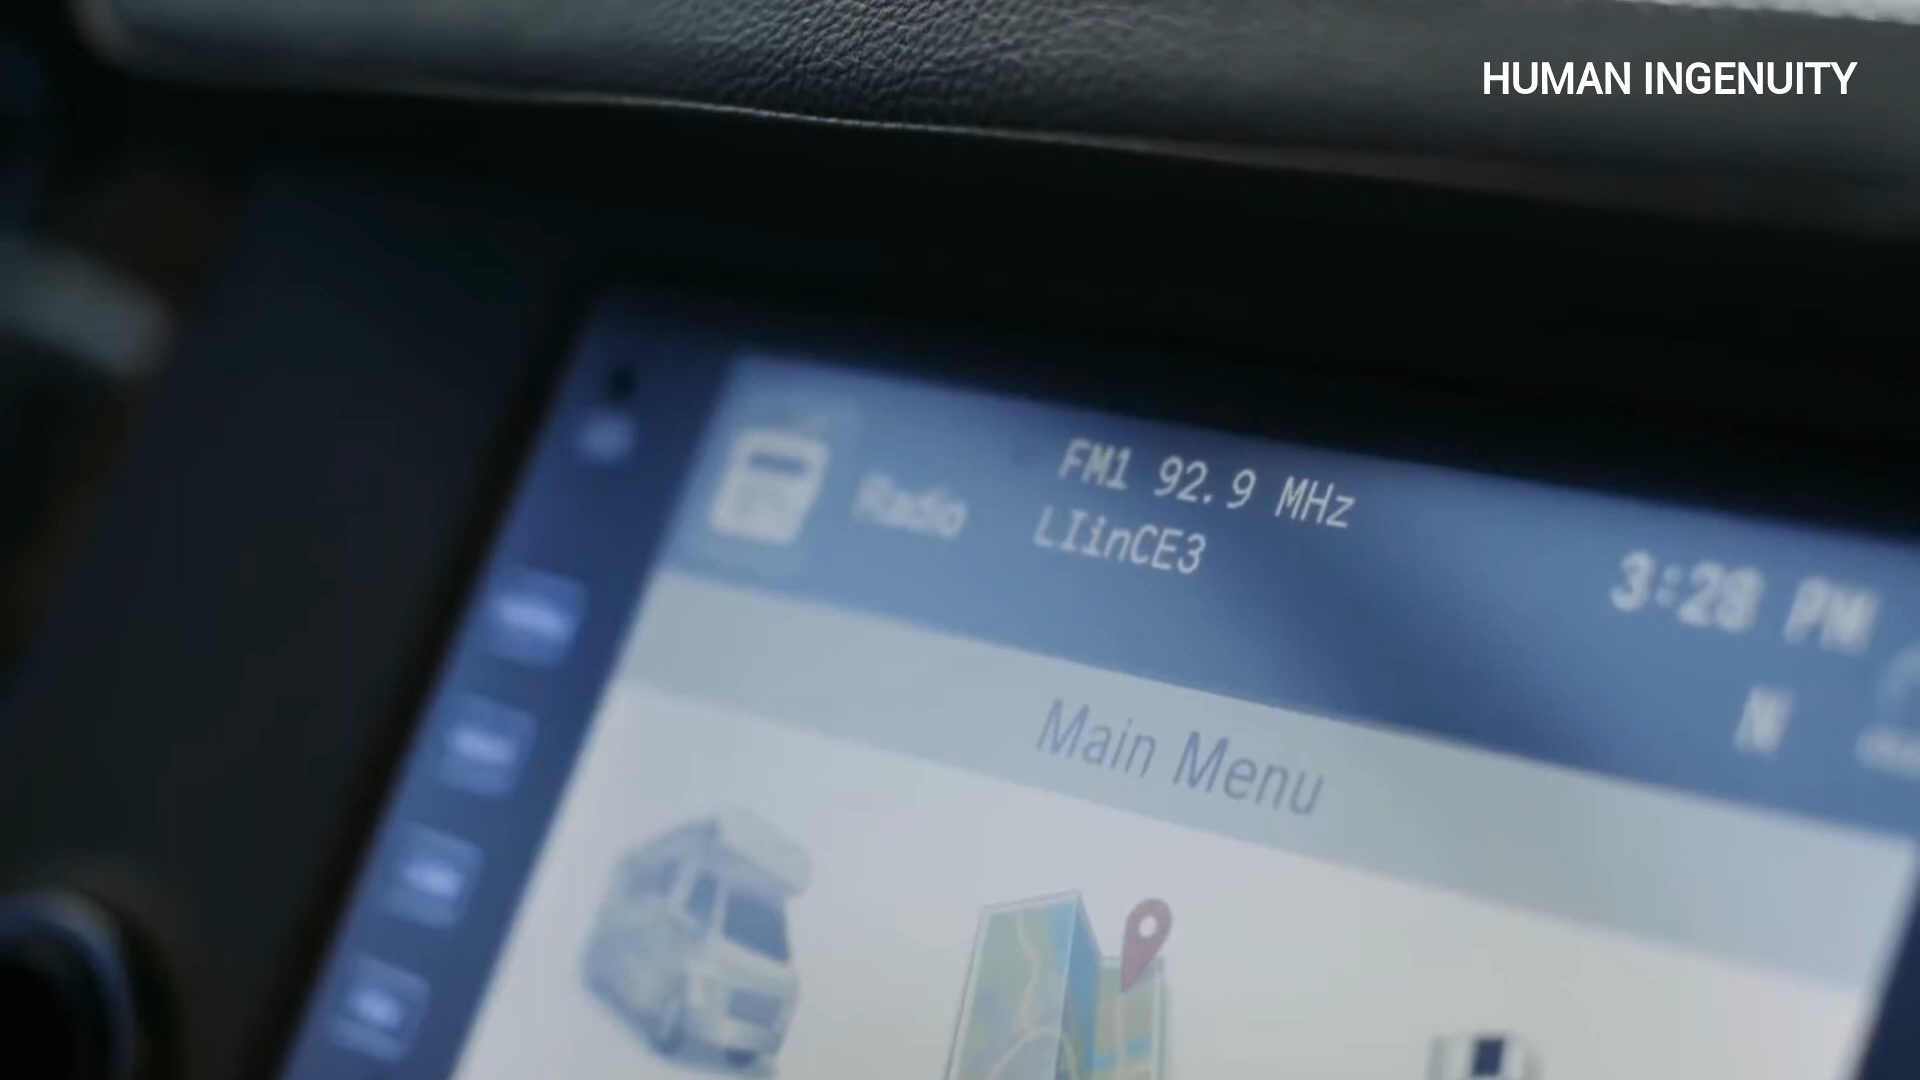 HUMAN INGENUITY
FM1 92.9 MHz
Radio
LIinCE3
3:28 PM
N
Main Menu